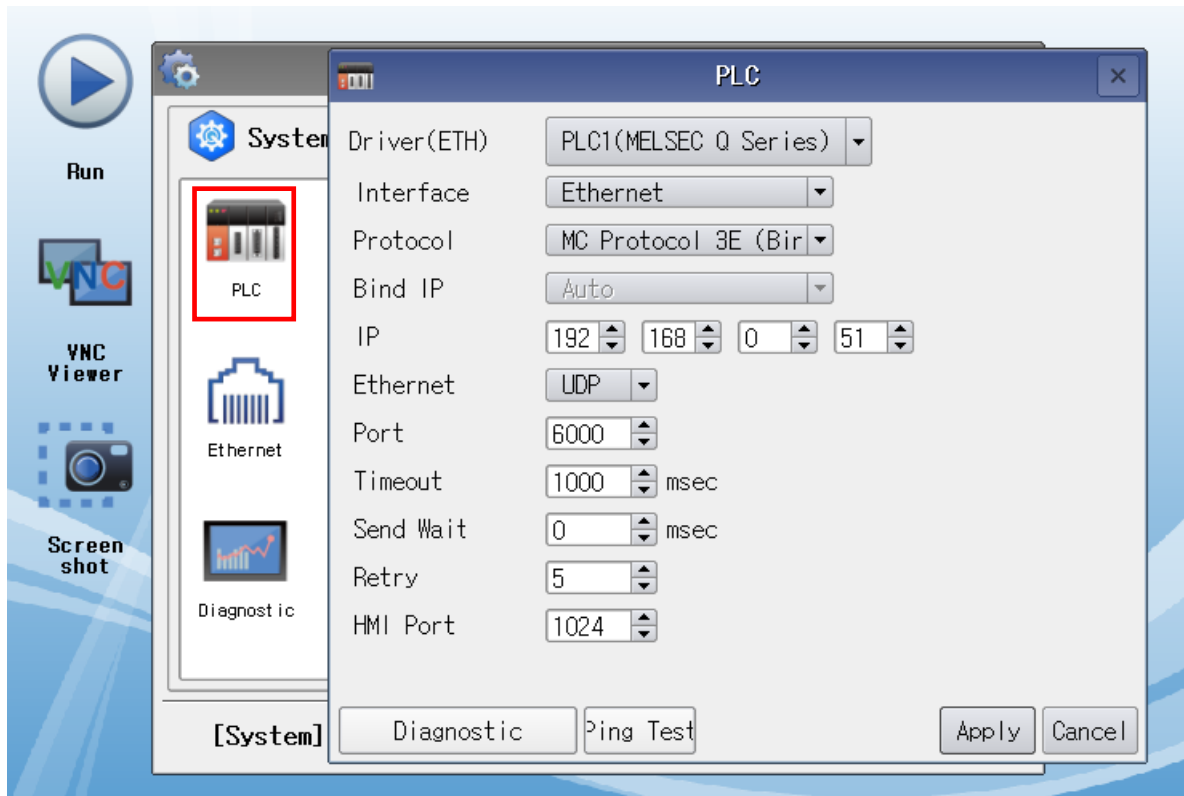 Run
VNC
VNC
Viewer
Screen
shot
System
PLC
Ethernet
Diagnostic
[System]
PLC
Driver(ETH) PLC1(MELSEC Q Series)
Interface Ethernet
Protocol MC Protocol 3E (Bir
Bind IP Auto
IP 192 168 0 51
Ethernet UDP
Port 6000
Timeout 1000 msec
Send Wait 0 msec
Retry 5
HMI Port 1024
Diagnostic Ping Test Apply Cancel